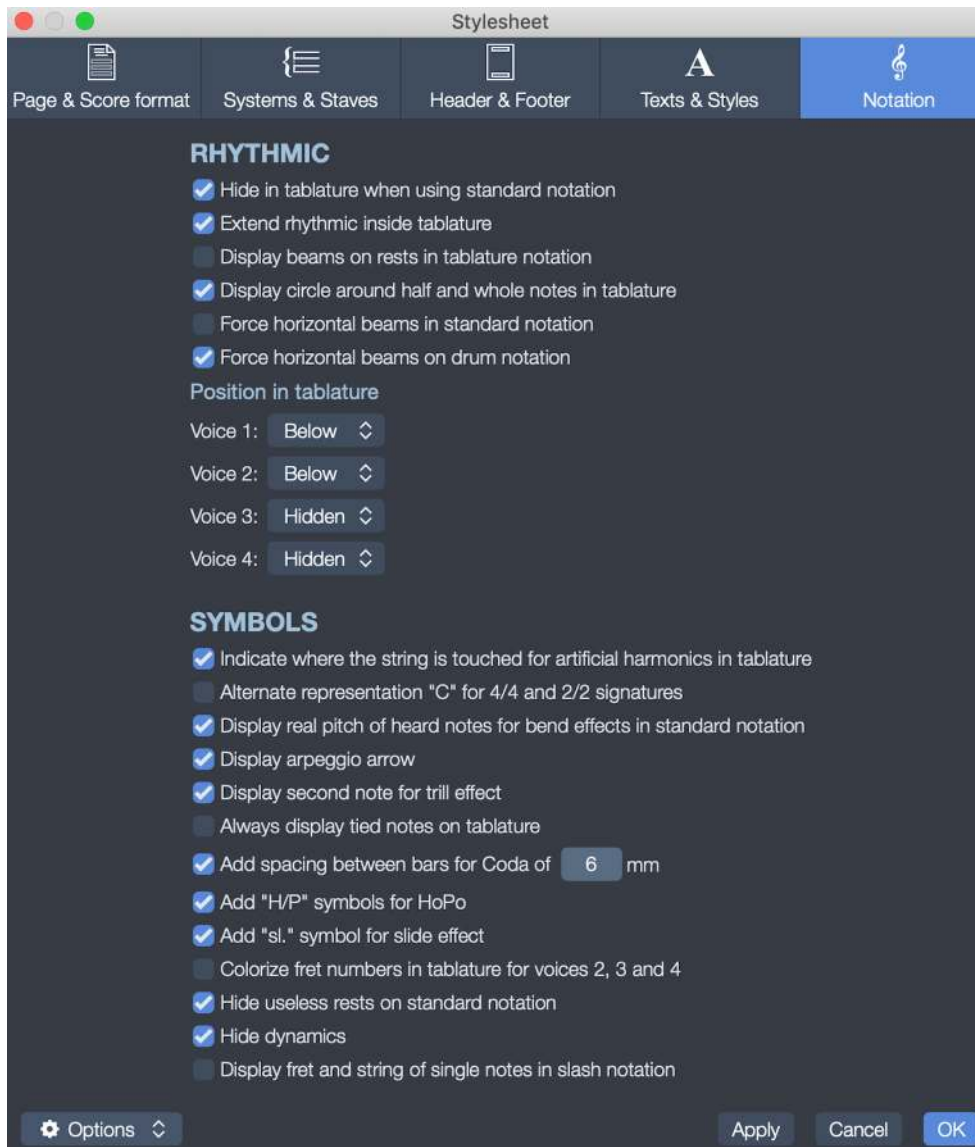 Stylesheet
Page & Score format
Systems & Staves
Header & Footer
Texts & Styles
Notation
RHYTHMIC
Hide in tablature when using standard notation
Extend rhythmic inside tablature
Display beams on rests in tablature notation
Display circle around half and whole notes in tablature
Force horizontal beams in standard notation
Force horizontal beams on drum notation
Position in tablature
Voice 1: Below
Voice 2: Below
Voice 3: Hidden
Voice 4: Hidden
SYMBOLS
Indicate where the string is touched for artificial harmonics in tablature
Alternate representation "C" for 4/4 and 2/2 signatures
Display real pitch of heard notes for bend effects in standard notation
Display arpeggio arrow
Display second note for trill effect
Always display tied notes on tablature
Add spacing between bars for Coda of 6 mm
Add "H/P" symbols for HoPo
Add "sl." symbol for slide effect
Colorize fret numbers in tablature for voices 2, 3 and 4
Hide useless rests on standard notation
Hide dynamics
Display fret and string of single notes in slash notation
Options
Apply
Cancel
OK